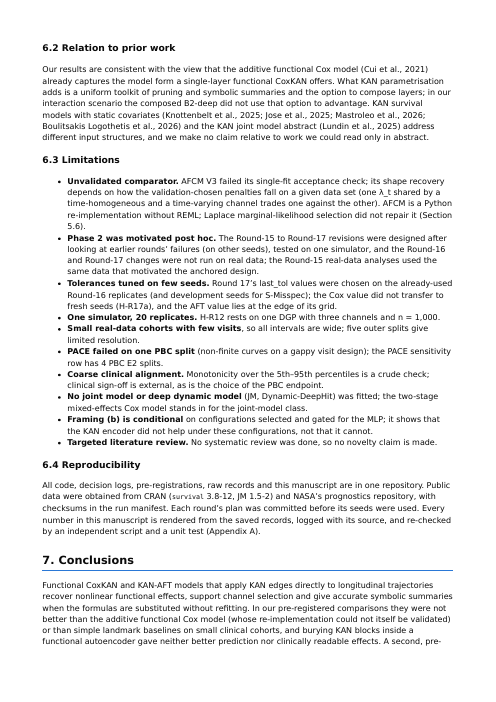 6.2 Relation to prior work
Our results are consistent with the view that the additive functional Cox model (Cui et al., 2021)
already captures the model form a single-layer functional CoxKAN offers. What KAN parametrisation
adds is a uniform toolkit of pruning and symbolic summaries and the option to compose layers; in our
interaction scenario the composed B2-deep did not use that option to advantage. KAN survival
models with static covariates (Knottenbelt et al., 2025; Jose et al., 2025; Mastroleo et al., 2026;
Boulitsakis Logothetis et al., 2026) and the KAN joint model abstract (Lundin et al., 2025) address
different input structures, and we make no claim relative to work we could read only in abstract.
6.3 Limitations
• Unvalidated comparator. AFCM V3 failed its single-fit acceptance check; its shape recovery
depends on how the validation-chosen penalties fall on a given data set (one λ_t shared by a
time-homogeneous and a time-varying channel trades one against the other). AFCM is a Python
re-implementation without REML; Laplace marginal-likelihood selection did not repair it (Section
5.6).
• Phase 2 was motivated post hoc. The Round-15 to Round-17 revisions were designed after
looking at earlier rounds’ failures (on other seeds), tested on one simulator, and the Round-16
and Round-17 changes were not run on real data; the Round-15 real-data analyses used the
same data that motivated the anchored design.
• Tolerances tuned on few seeds. Round 17’s last_tol values were chosen on the already-used
Round-16 replicates (and development seeds for S-Misspec); the Cox value did not transfer to
fresh seeds (H-R17a), and the AFT value lies at the edge of its grid.
• One simulator, 20 replicates. H-R12 rests on one DGP with three channels and n = 1,000.
• Small real-data cohorts with few visits, so all intervals are wide; five outer splits give
limited resolution.
• PACE failed on one PBC split (non-finite curves on a gappy visit design); the PACE sensitivity
row has 4 PBC E2 splits.
• Coarse clinical alignment. Monotonicity over the 5th–95th percentiles is a crude check;
clinical sign-off is external, as is the choice of the PBC endpoint.
• No joint model or deep dynamic model (JM, Dynamic-DeepHit) was fitted; the two-stage
mixed-effects Cox model stands in for the joint-model class.
• Framing (b) is conditional on configurations selected and gated for the MLP; it shows that
the KAN encoder did not help under these configurations, not that it cannot.
• Targeted literature review. No systematic review was done, so no novelty claim is made.
6.4 Reproducibility
All code, decision logs, pre-registrations, raw records and this manuscript are in one repository. Public
data were obtained from CRAN (survival 3.8-12, JM 1.5-2) and NASA’s prognostics repository, with
checksums in the run manifest. Each round’s plan was committed before its seeds were used. Every
number in this manuscript is rendered from the saved records, logged with its source, and re-checked
by an independent script and a unit test (Appendix A).
7. Conclusions
Functional CoxKAN and KAN-AFT models that apply KAN edges directly to longitudinal trajectories
recover nonlinear functional effects, support channel selection and give accurate symbolic summaries
when the formulas are substituted without refitting. In our pre-registered comparisons they were not
better than the additive functional Cox model (whose re-implementation could not itself be validated)
or than simple landmark baselines on small clinical cohorts, and burying KAN blocks inside a
functional autoencoder gave neither better prediction nor clinically readable effects. A second, pre-